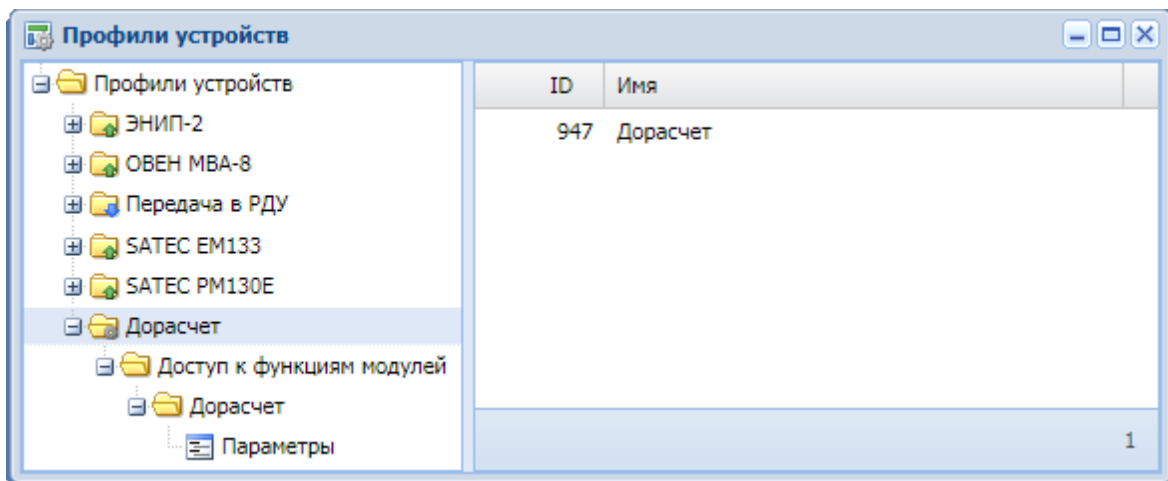 Профили устройств
Профили устройств
ЭНИП-2
ОВЕН МВА-8
Передача в РДУ
SATEC EM133
SATEC PM130E
Дорасчет
Доступ к функциям модулей
Дорасчет
Параметры
ID Имя
947 Дорасчет
1